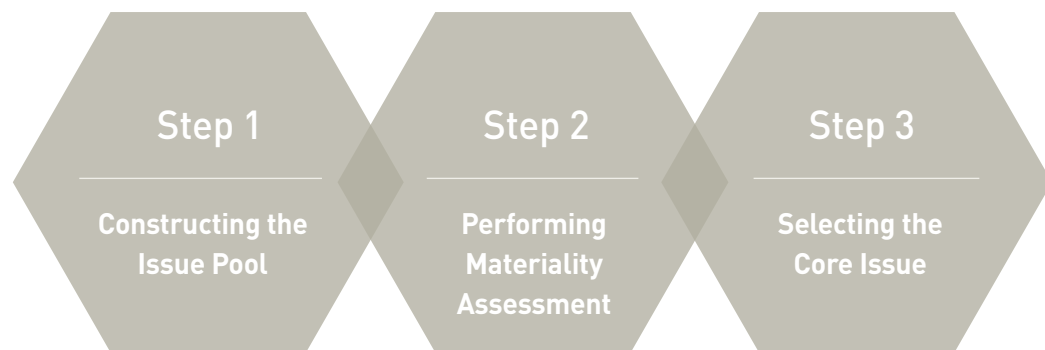 Step 1
Constructing the
Issue Pool
Step 2
Performing
Materiality
Assessment
Step 3
Selecting the
Core Issue